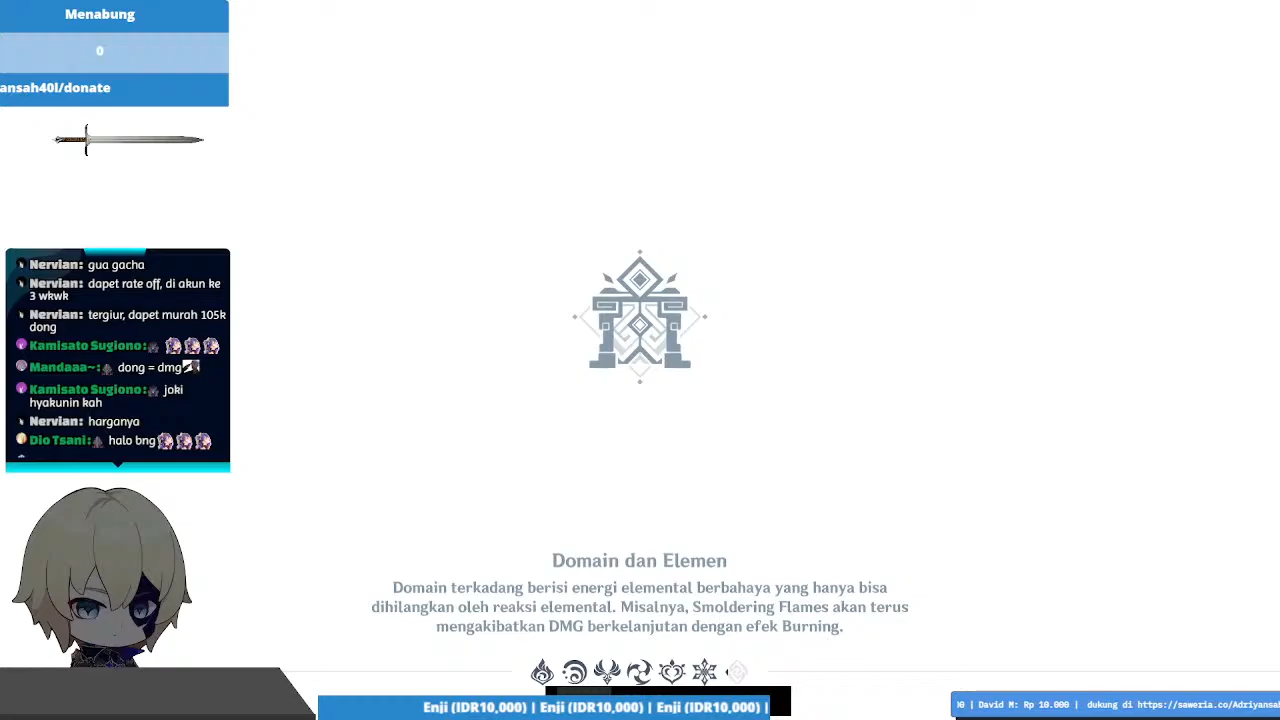 Menabung
0
ansah40l/donate
Nervian: gua gacha
Nervian: dapet rate off, di akun ke
3 wkwk
Nervian: tergiur, dapet murah 105k
dong
Kamisato Sugiono:
Mandaaa~: dong = dmg
Kamisato Sugiono: joki
hyakunin kah
Nervian: harganya
Dio Tsani: halo bng
Domain dan Elemen
Domain terkadang berisi energi elemental berbahaya yang hanya bisa
dihilangkan oleh reaksi elemental. Misalnya, Smoldering Flames akan terus
mengakibatkan DMG berkelanjutan dengan efek Burning.
Enji (IDR10,000) | Enji (IDR10,000) | Enji (IDR10,000) |
| David M: Rp 10.000 | dukung di https://saweria.co/Adriyansa